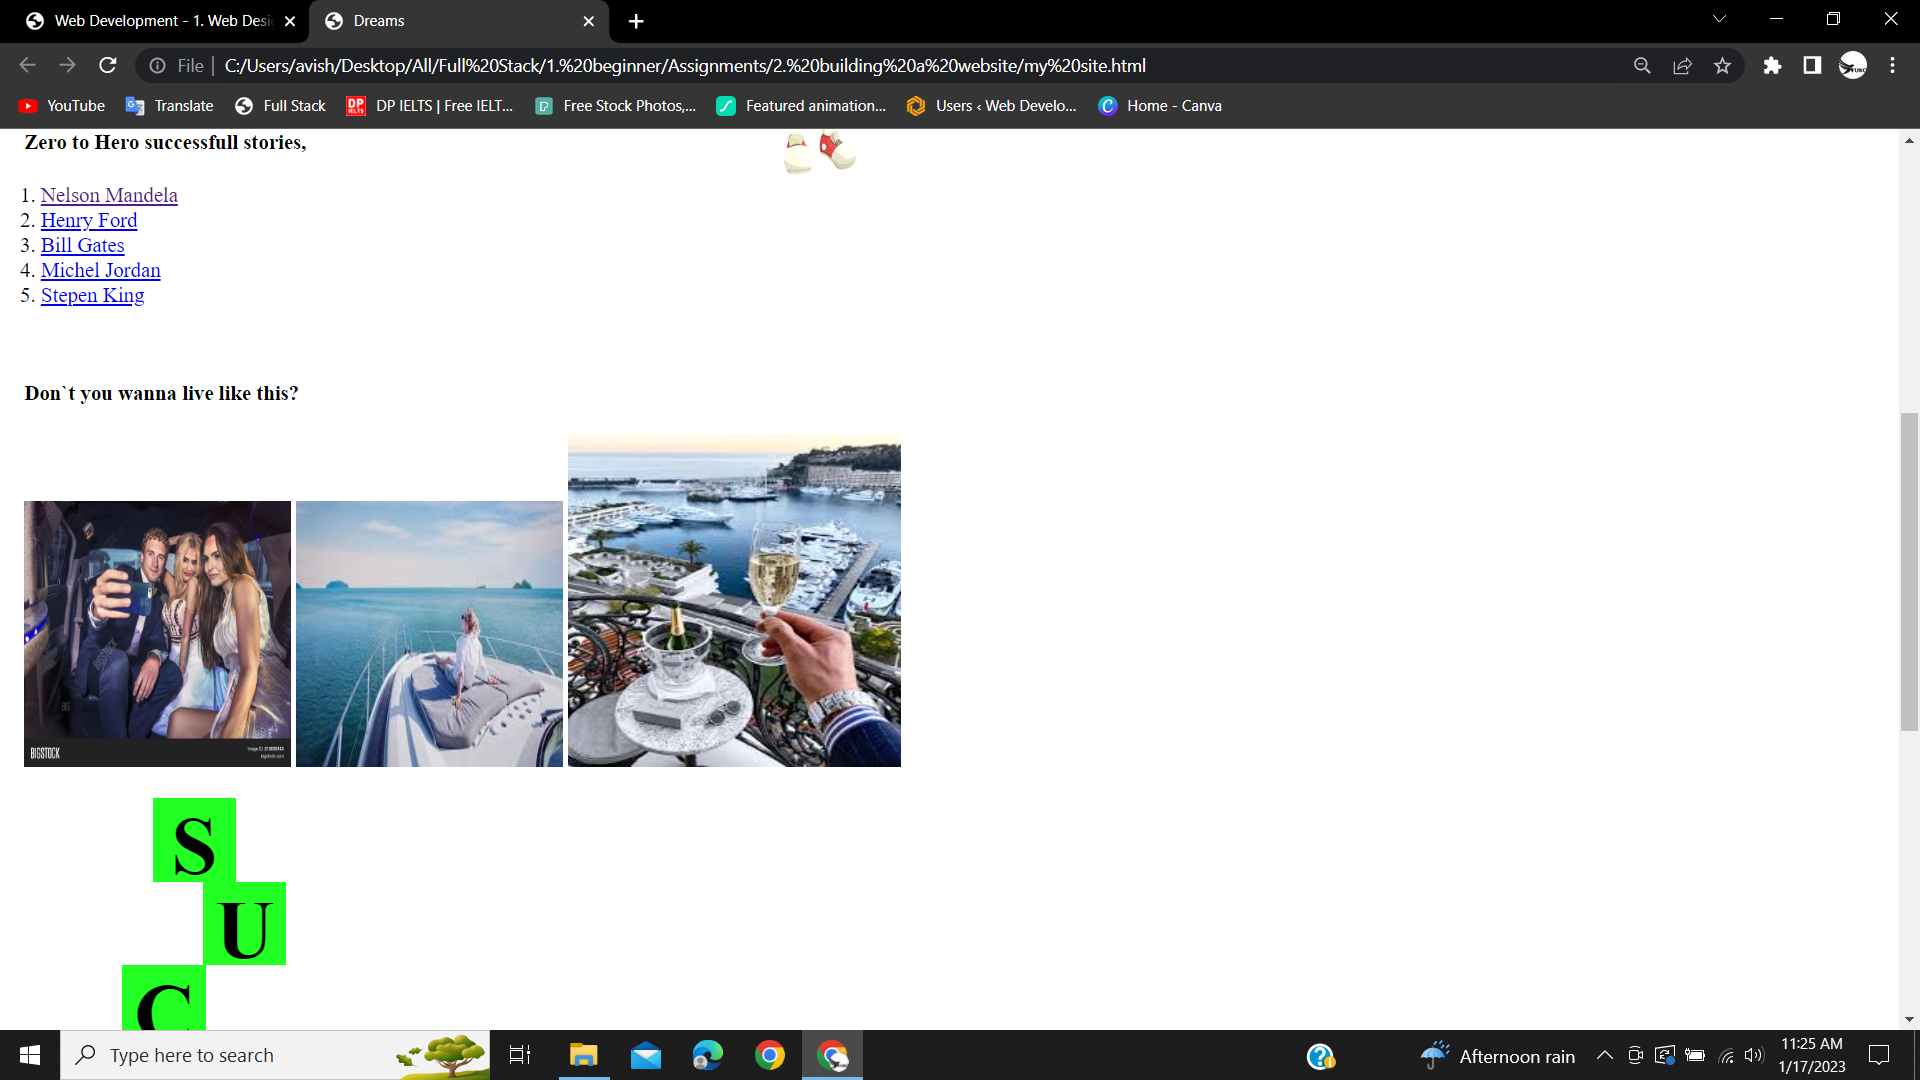 Web Development - 1. Web Desi
Dreams
File
C:/Users/avish/Desktop/All/Full%20Stack/1.%20beginner/Assignments/2.%20building%20a%20website/my%20site.html
YouTube
Translate
Full Stack
DP IELTS | Free IELT...
Free Stock Photos,...
Featured animation...
Users ‹ Web Develo...
Home - Canva
Zero to Hero successfull stories,
1. Nelson Mandela
2. Henry Ford
3. Bill Gates
4. Michel Jordan
5. Stepen King
Don`t you wanna live like this?
BIGSTOCK
S
U
C
Type here to search
Afternoon rain
11:25 AM
1/17/2023